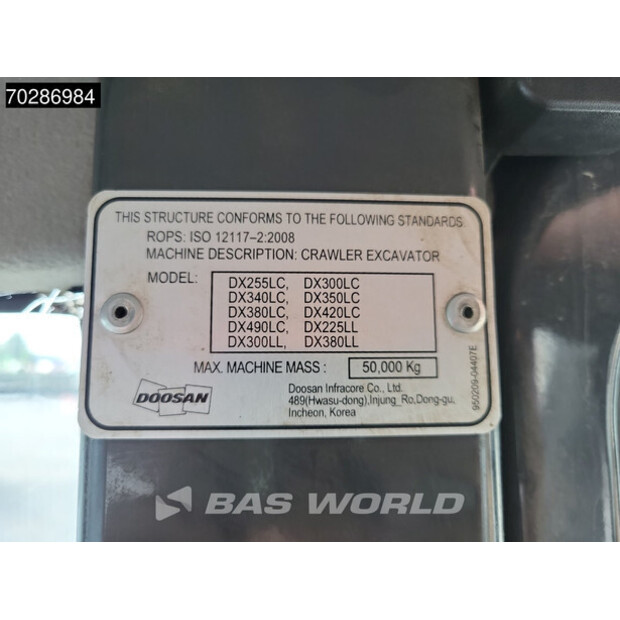 70286984
THIS STRUCTURE CONFORMS TO THE FOLLOWING STANDARDS.
ROPS: ISO 12117-2:2008
MACHINE DESCRIPTION: CRAWLER EXCAVATOR
MODEL: DX255LC, DX300LC
DX340LC, DX350LC
DX380LC, DX420LC
DX490LC, DX225LL
DX300LL, DX380LL
MAX. MACHINE MASS : 50,000 Kg
DOOSAN
Doosan Infracore Co., Ltd.
489(Hwasu-dong),Injung_Ro,Dong-gu,
Incheon, Korea
950209-04407E
BAS WORLD